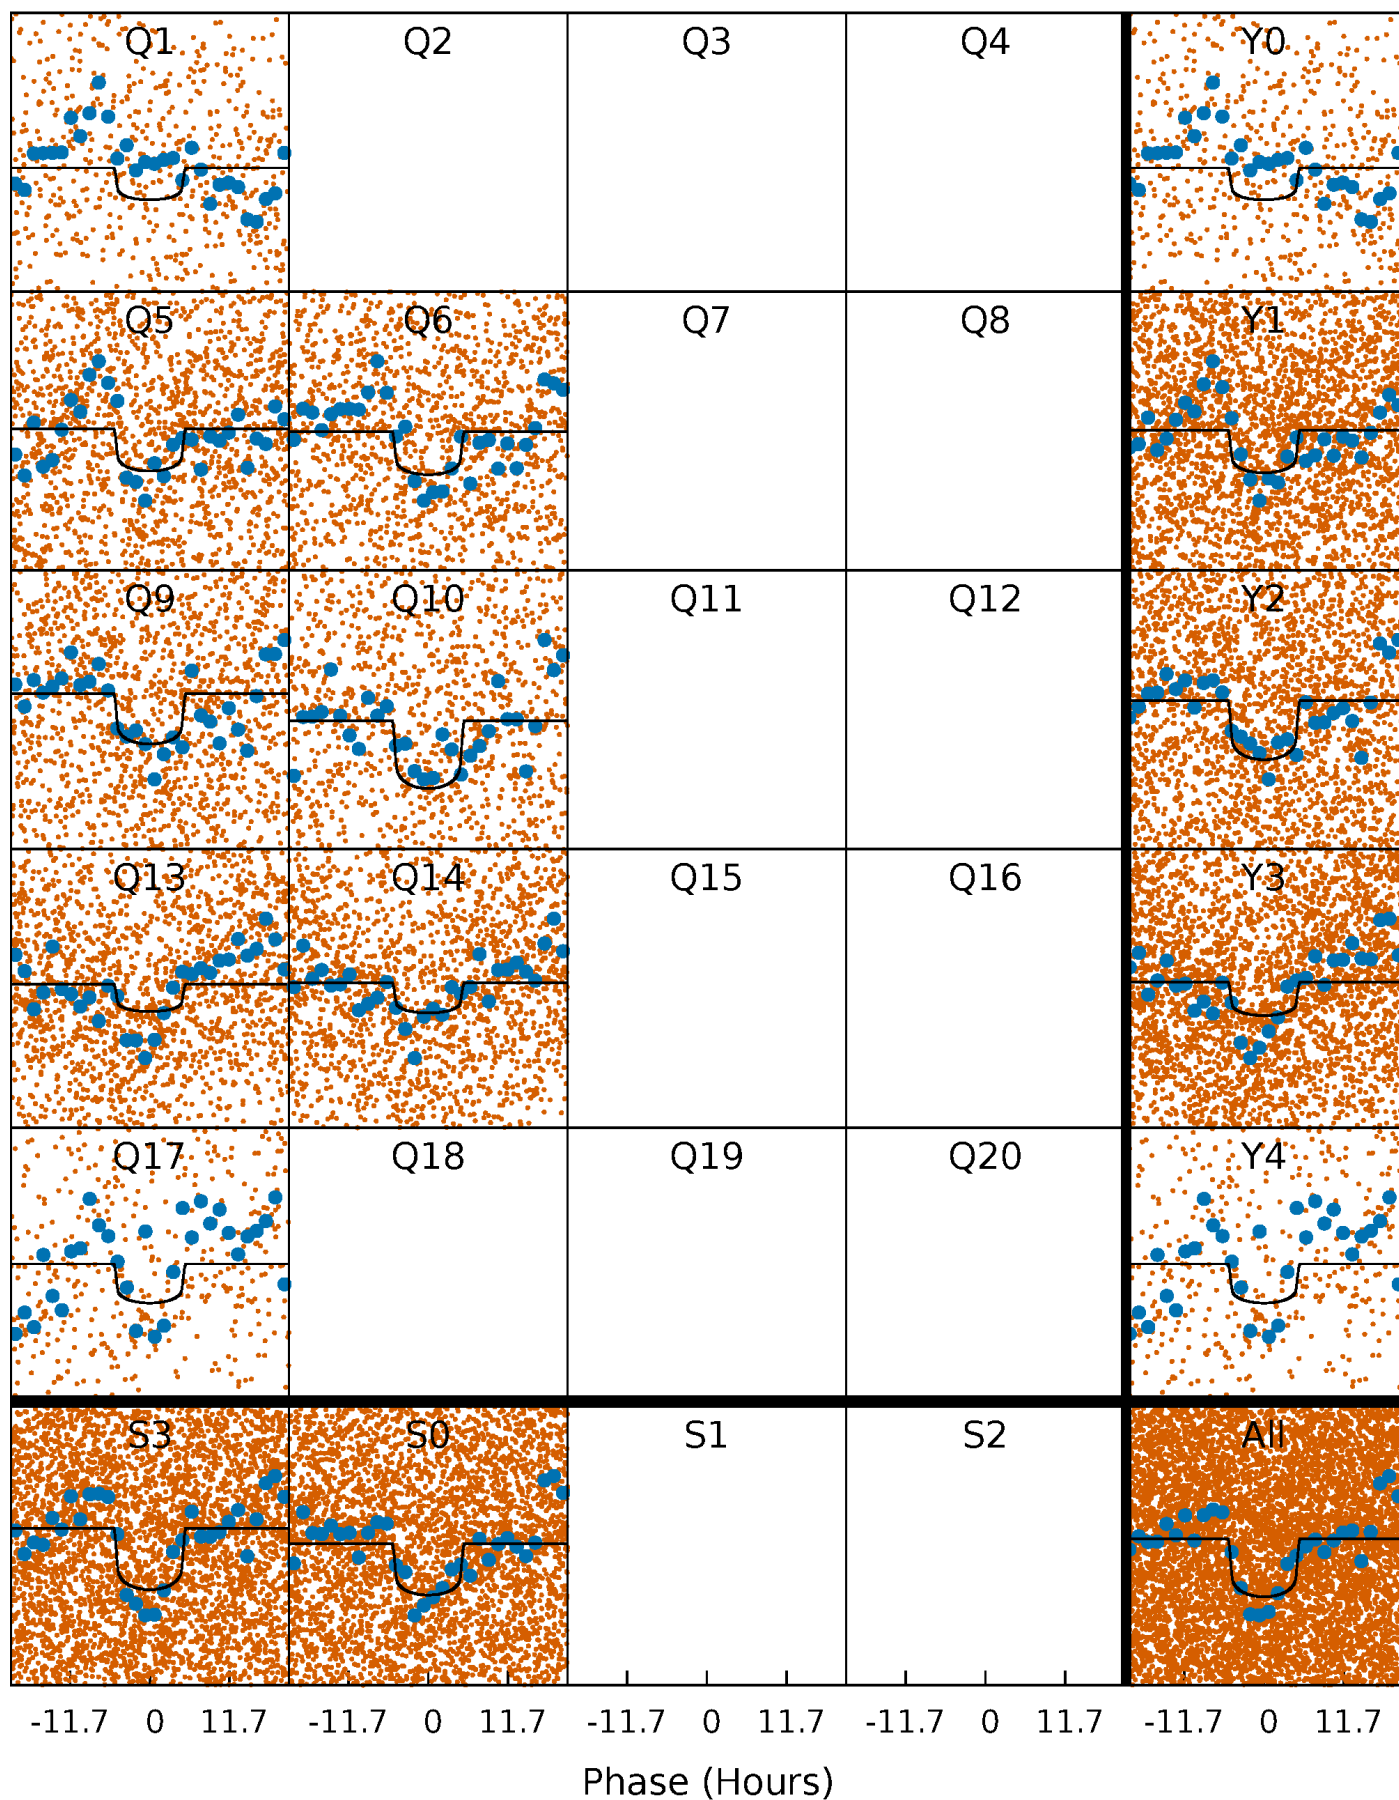 Q1 Q2 Q3 Q4 Y0
Q5 Q6 Q7 Q8 Y1
Q9 Q10 Q11 Q12 Y2
Q13 Q14 Q15 Q16 Y3
Q17 Q18 Q19 Q20 Y4
S3 S0 S1 S2 All
-11.7 0 11.7 -11.7 0 11.7 -11.7 0 11.7 -11.7 0 11.7 -11.7 0 11.7
Phase (Hours)